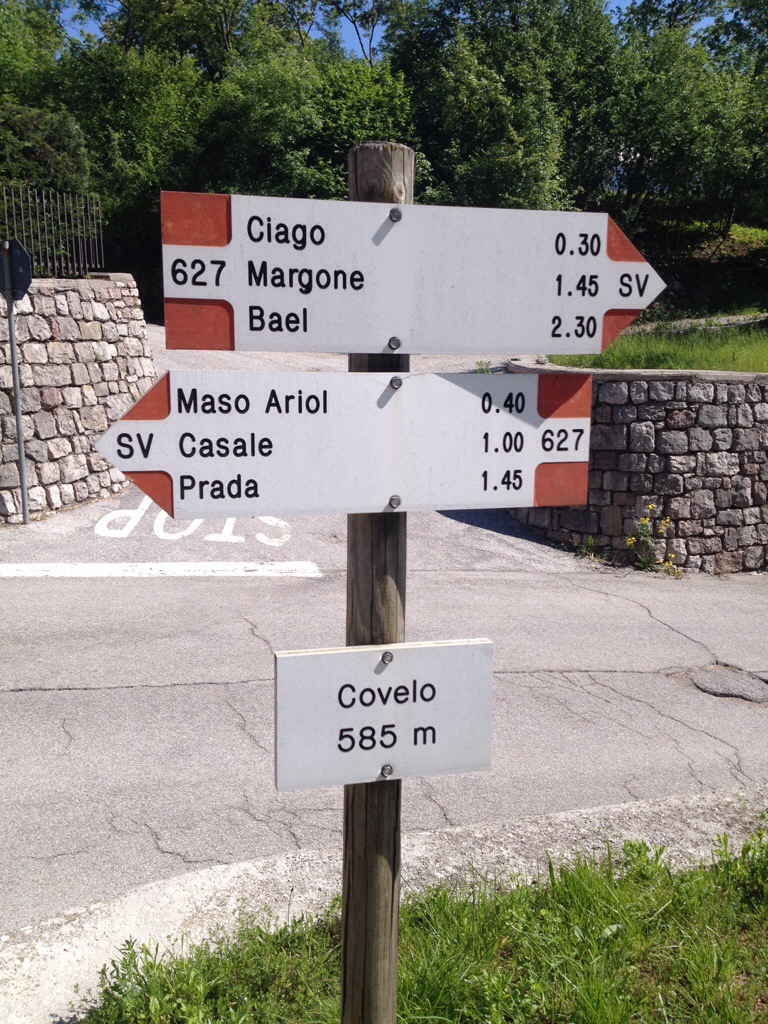 Ciago 0.30
627 Margone 1.45 SV
Bael 2.30
Maso Ariol 0.40
SV Casale 1.00 627
Prada 1.45
STOP
Covelo
585 m